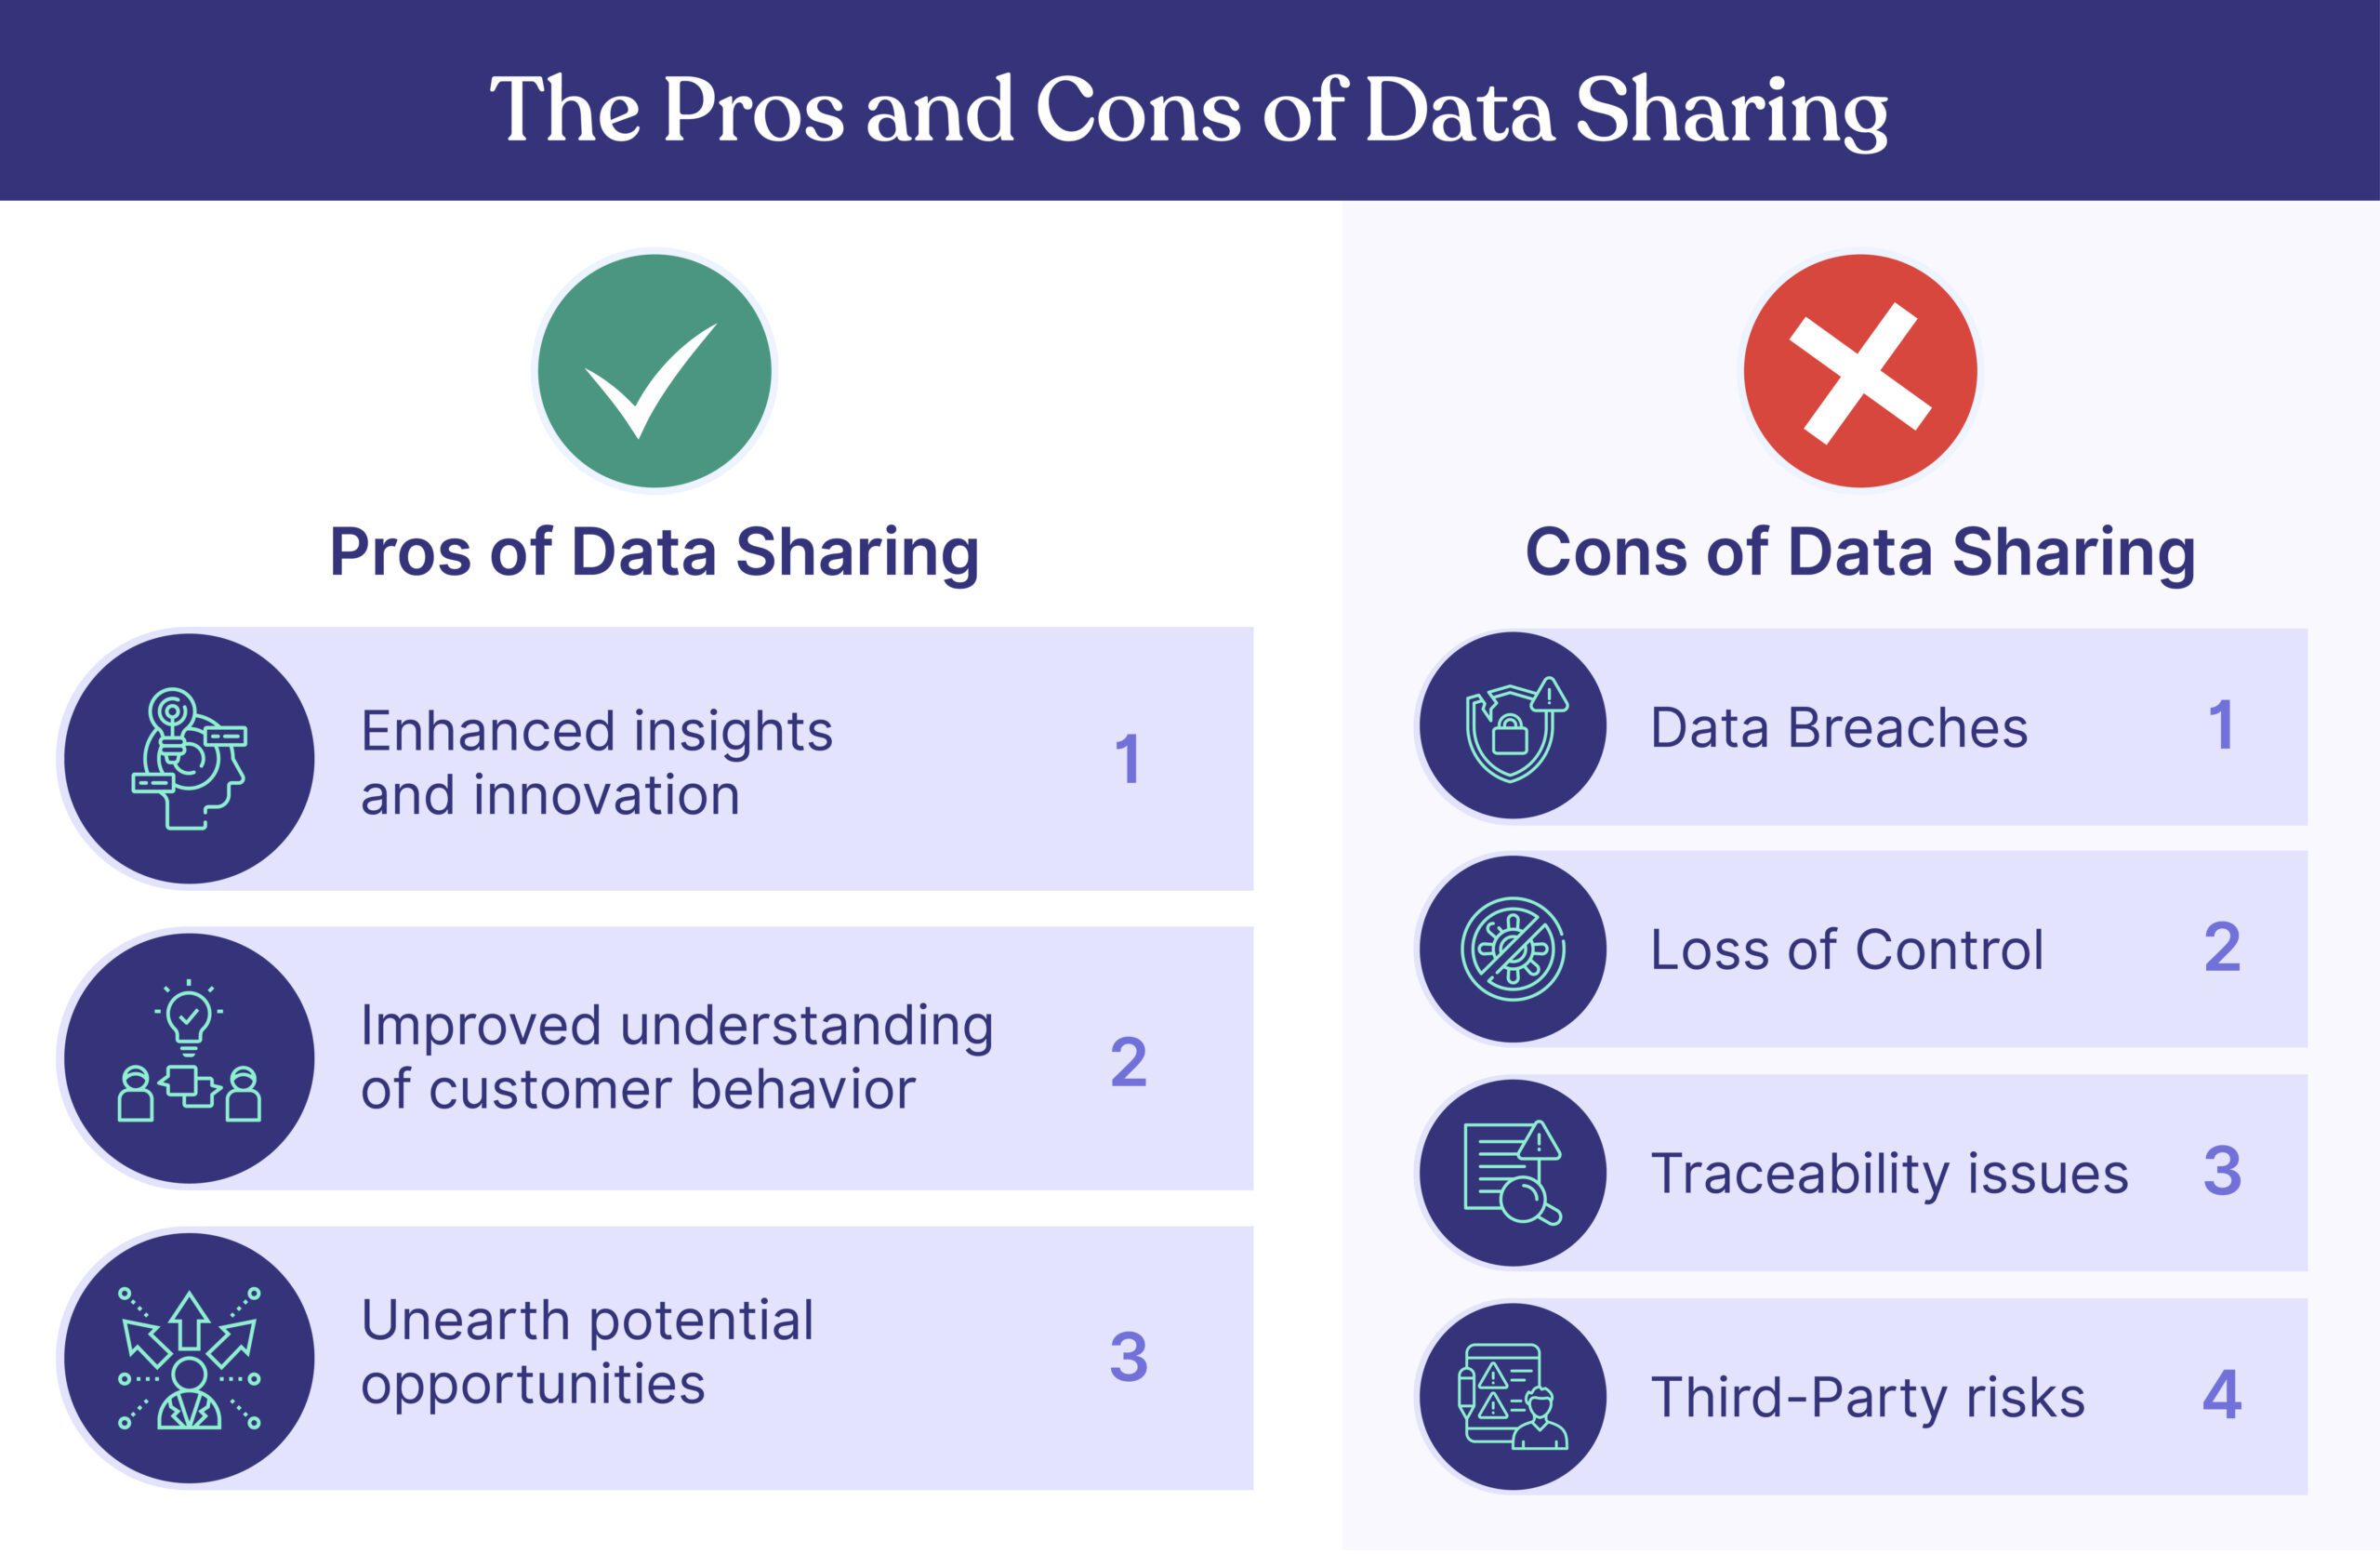 The Pros and Cons of Data Sharing
Pros of Data Sharing
Enhanced insights
and innovation
1
Improved understanding
of customer behavior
2
Unearth potential
opportunities
3
Cons of Data Sharing
Data Breaches
1
Loss of Control
2
Traceability issues
3
Third-Party risks
4